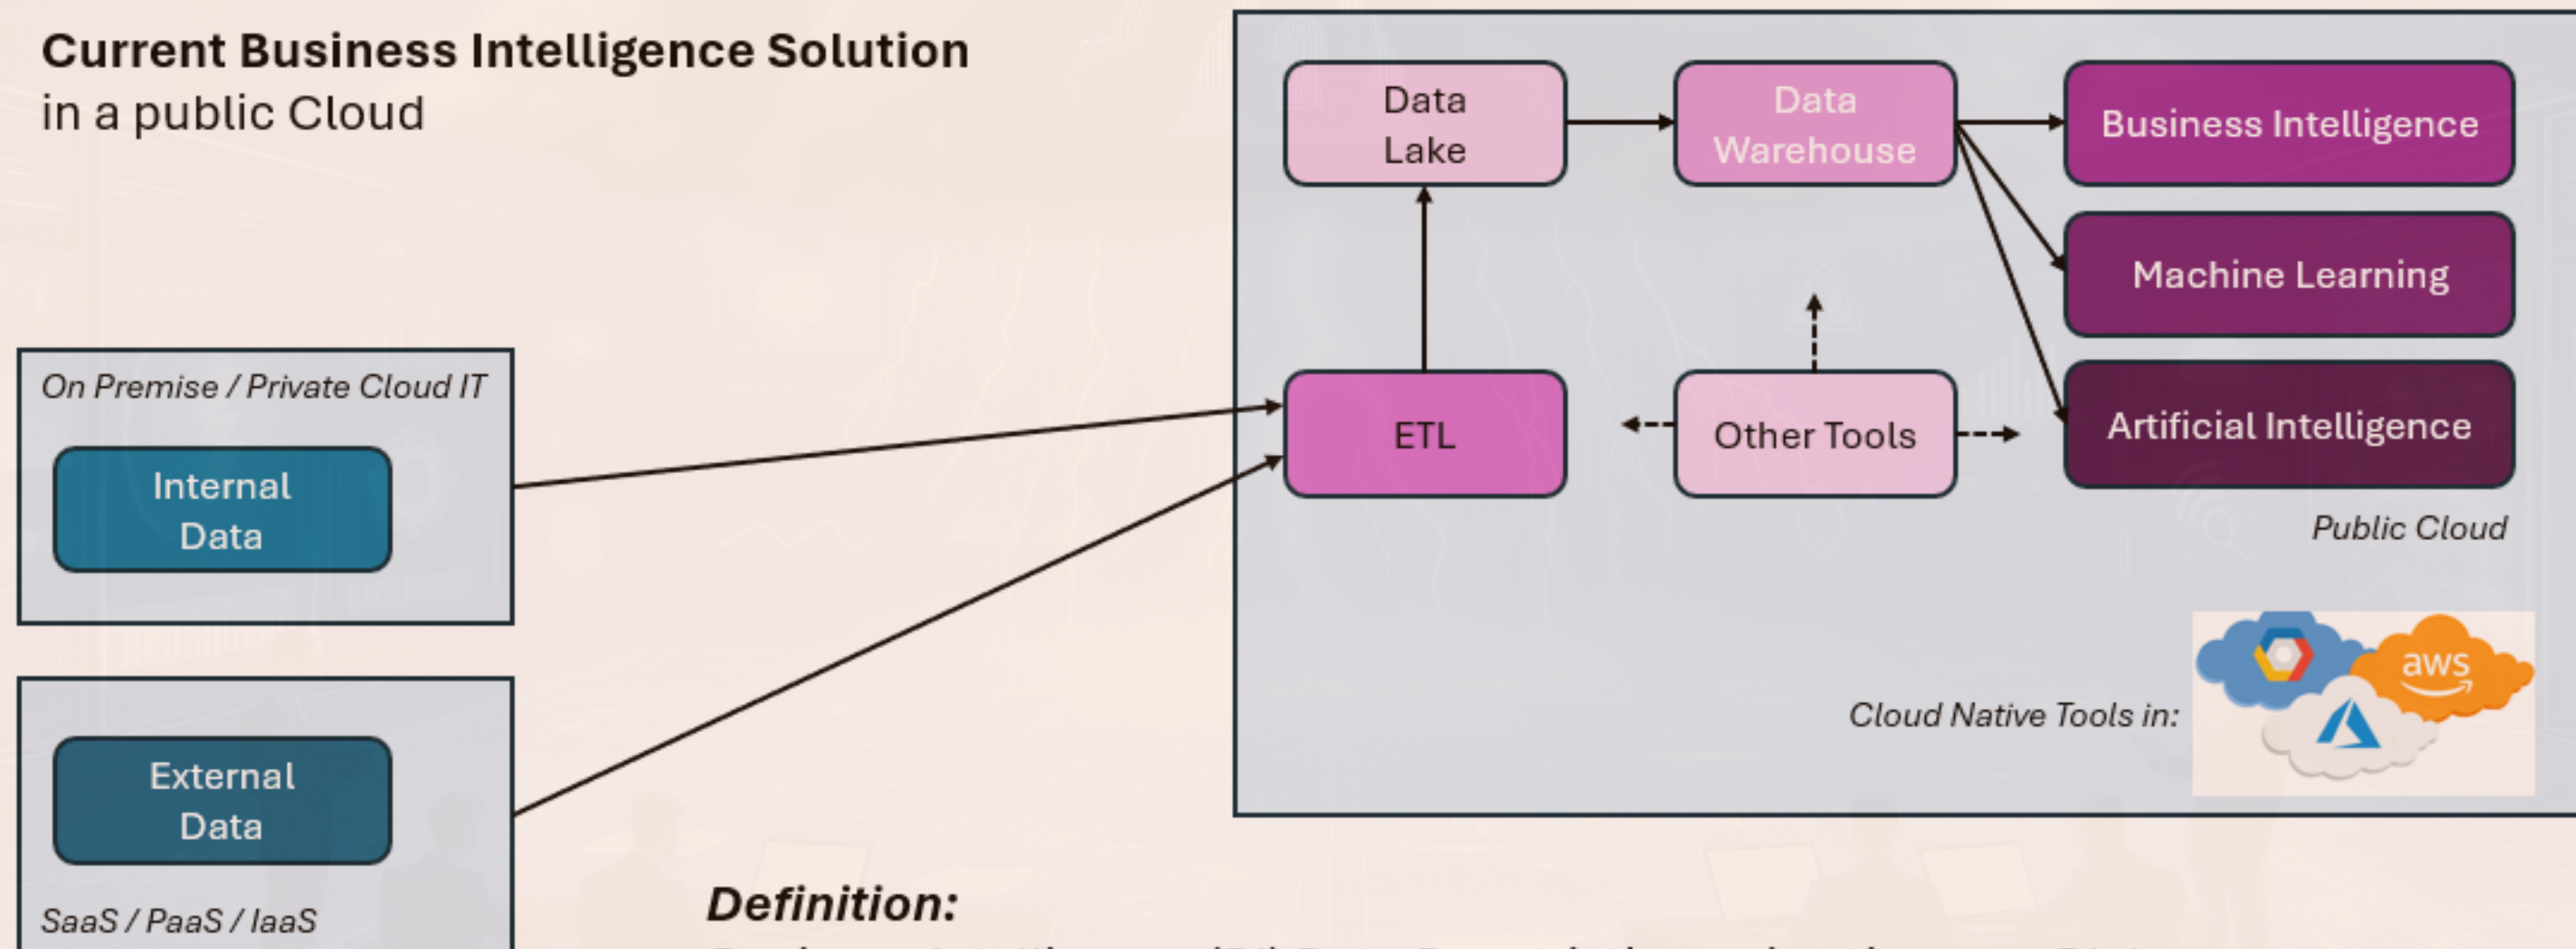 Current Business Intelligence Solution
in a public Cloud
On Premise / Private Cloud IT
Internal
Data
External
Data
SaaS / PaaS / IaaS
Data
Lake
Data
Warehouse
Business Intelligence
Machine Learning
ETL
Other Tools
Artificial Intelligence
Public Cloud
Cloud Native Tools in:
aws
Definition: